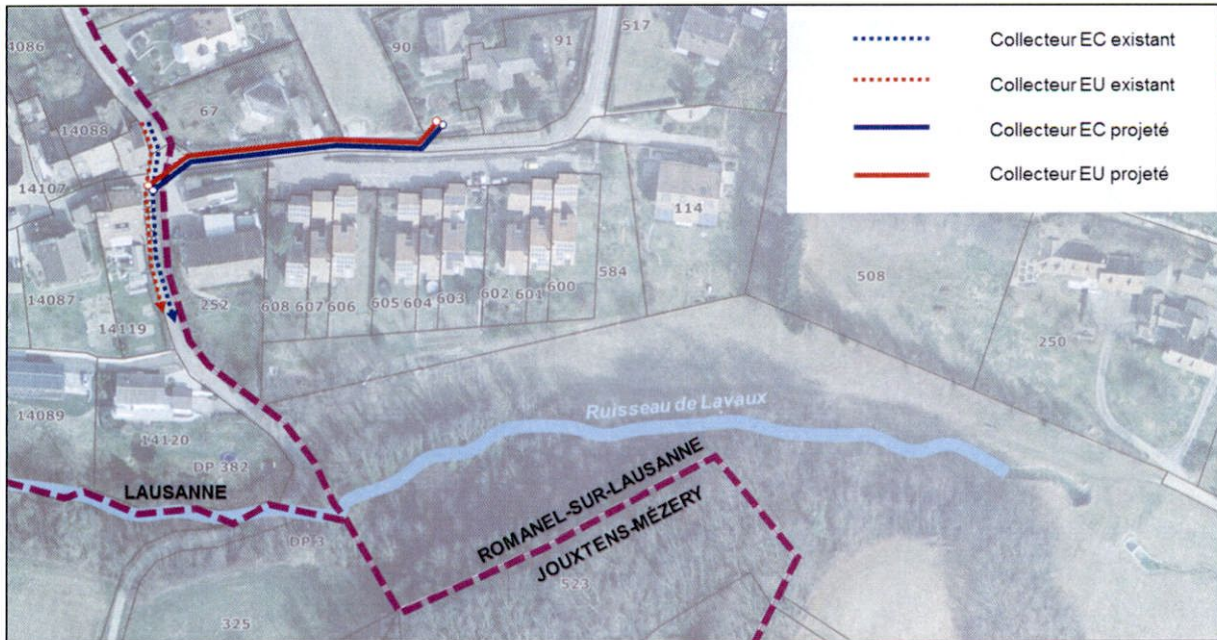 4086
90
91
517
67
14088
14107
114
14087
14119
252
608 607 606 605 604 603 602 601 600 584
508
250
14089
14120
DP 382
LAUSANNE
DP 3
325
Ruisseau de Lavaux
ROMANEL-SUR-LAUSANNE
JOUXTENS-MÉZERY
523
Collecteur EC existant
Collecteur EU existant
Collecteur EC projeté
Collecteur EU projeté